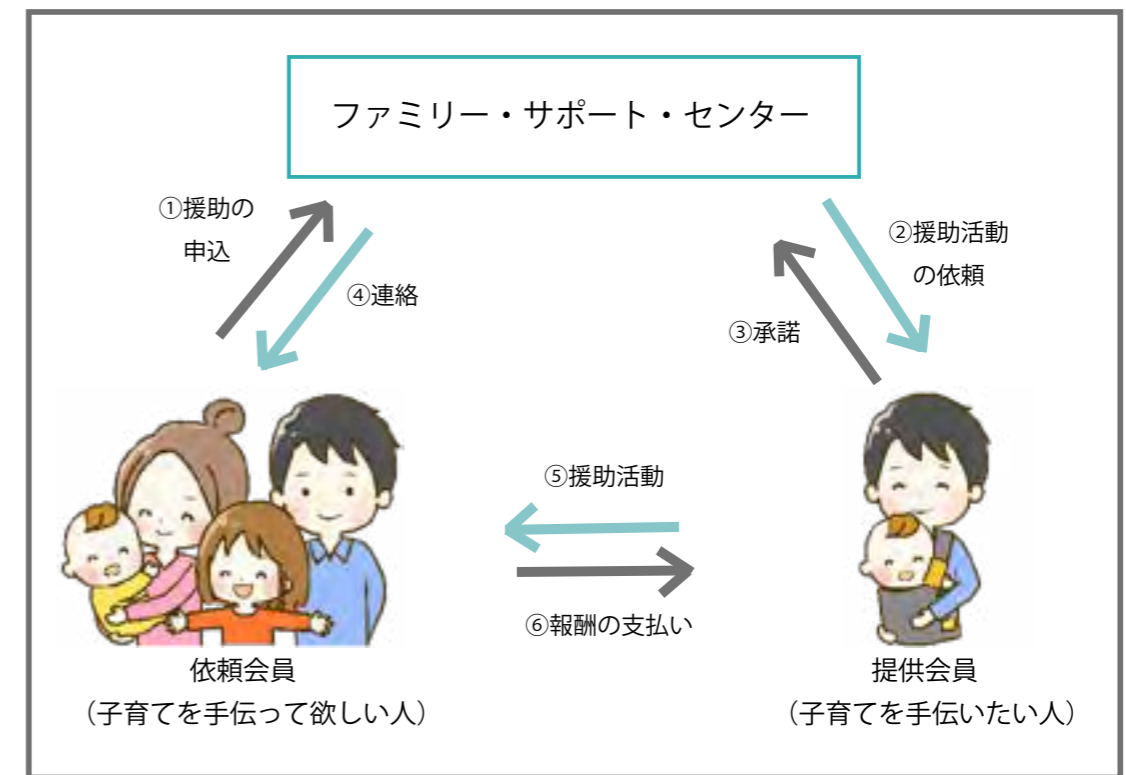 ファミリー・サポート・センター
①援助の
申込
②援助活動
の依頼
④連絡
③承諾
⑤援助活動
⑥報酬の支払い
依頼会員
（子育てを手伝って欲しい人）
提供会員
（子育てを手伝いたい人）